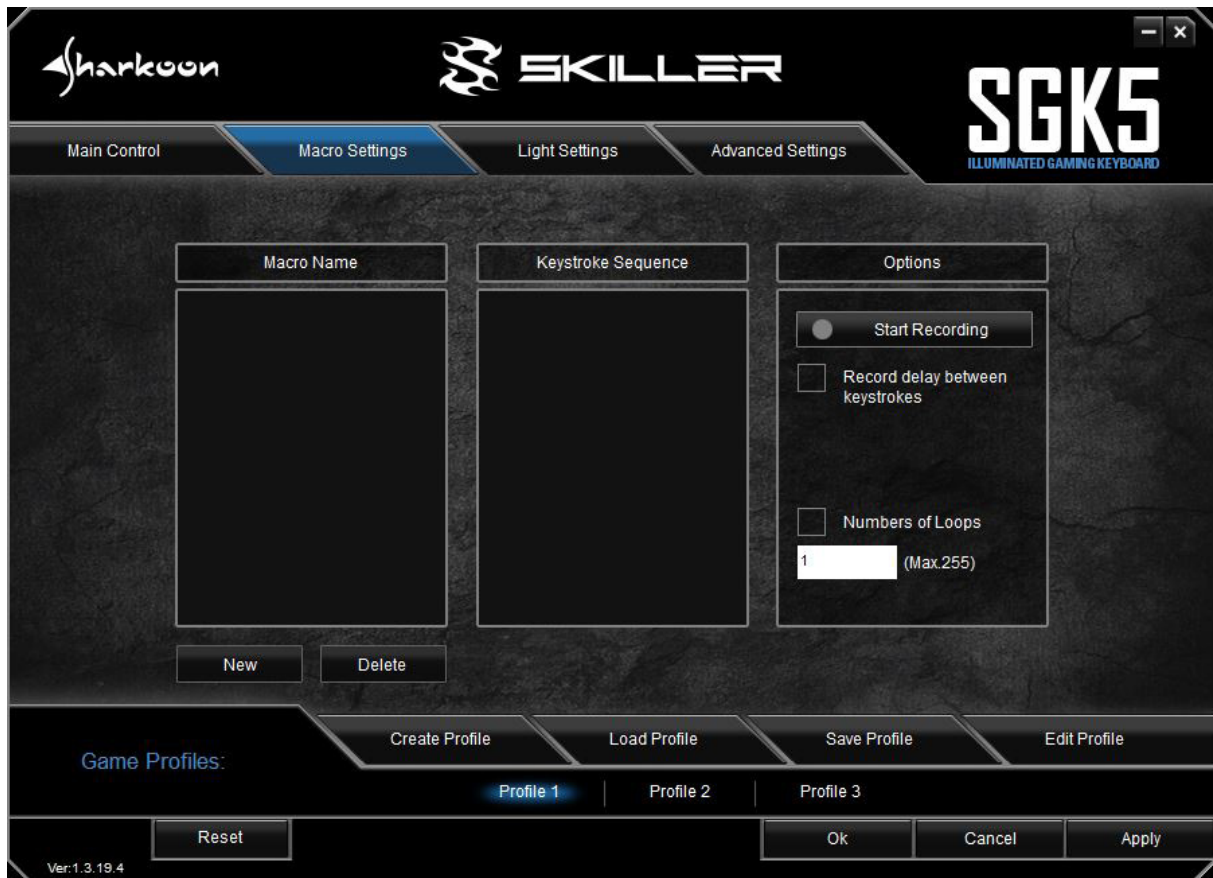 Sharkoon
SKILLER
SGK5
ILLUMINATED GAMING KEYBOARD
Main Control
Macro Settings
Light Settings
Advanced Settings
Macro Name
Keystroke Sequence
Options
Start Recording
Record delay between
keystrokes
Numbers of Loops
1
(Max.255)
New
Delete
Game Profiles:
Create Profile
Load Profile
Save Profile
Edit Profile
Profile 1
Profile 2
Profile 3
Reset
Ok
Cancel
Apply
Ver:1.3.19.4